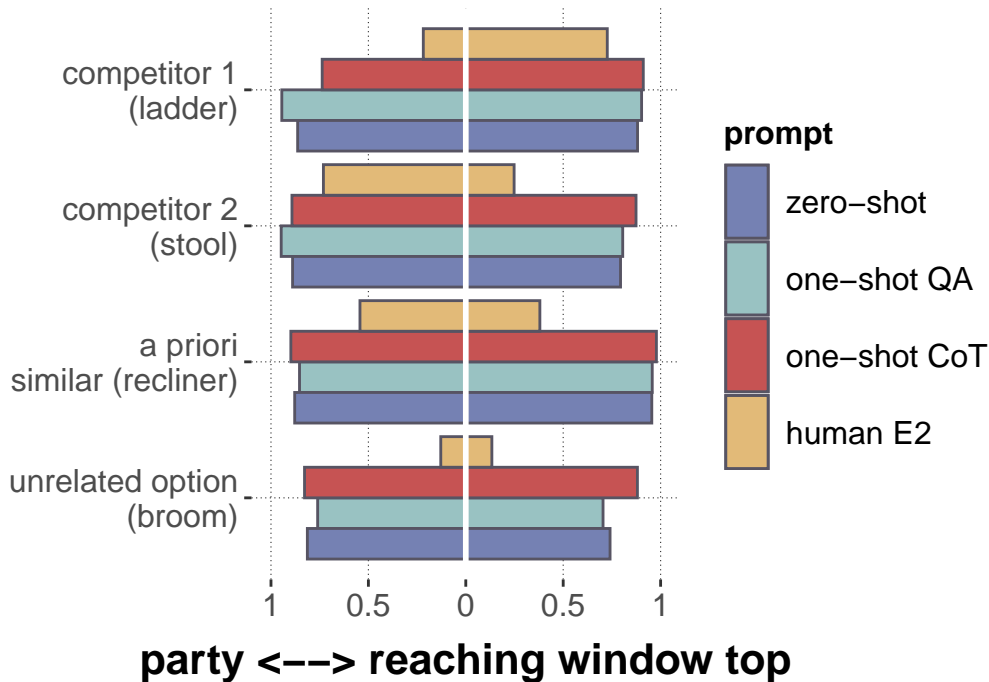 competitor 1
(ladder)
competitor 2
(stool)
a priori
similar (recliner)
unrelated option
(broom)
1
0.5
0
0.5
1
party <−−> reaching window top
prompt
zero−shot
one−shot QA
one−shot CoT
human E2